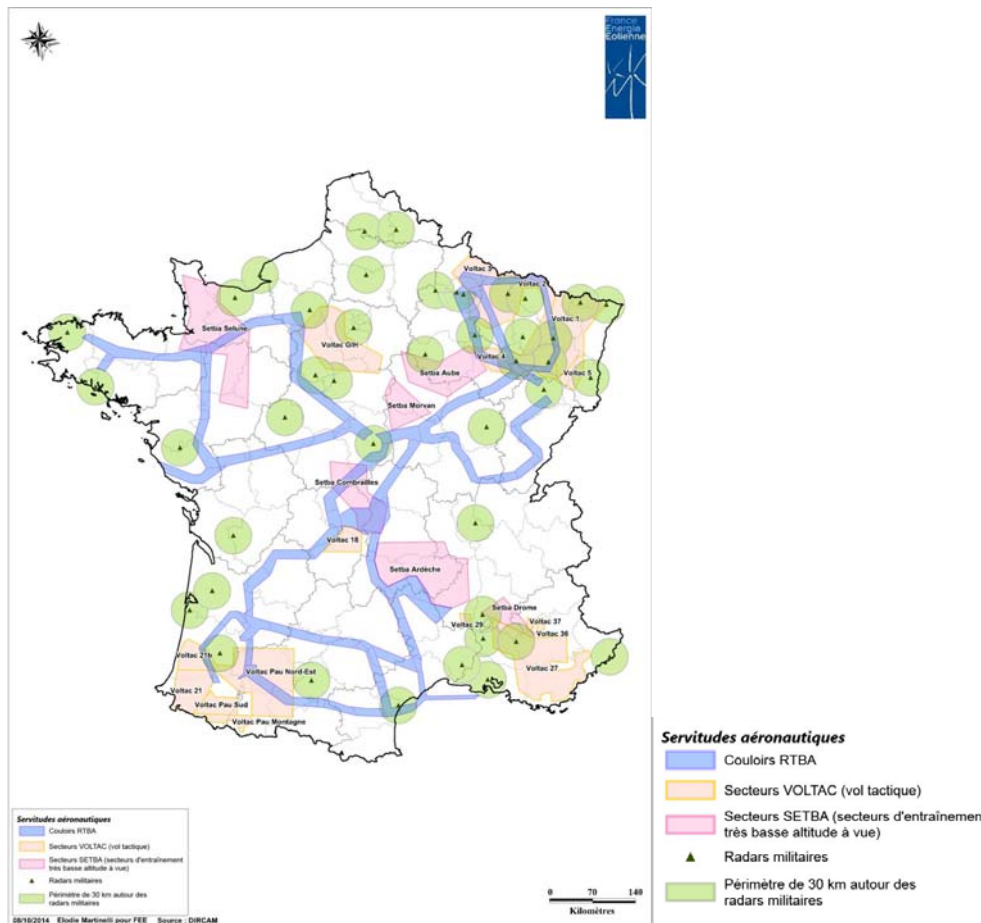 France
Energie
Eolienne
Voltac 3
Voltac 2
Voltac 1
Setba Selune
Voltac GIH
Voltac 4
Setba Aube
Voltac 5
Setba Morvan
Setba Combrailles
Voltac 18
Setba Ardèche
Setba Drome
Voltac 29
Voltac 37
Voltac 36
Voltac 21b
Voltac Pau Nord-Est
Voltac 27
Voltac 21
Voltac Pau Sud
Voltac Pau Montagne
Servitudes aéronautiques
Couloirs RTBA
Secteurs VOLTAC (vol tactique)
Secteurs SETBA (secteurs d'entraînement
très basse altitude à vue)
Radars militaires
Périmètre de 30 km autour des
radars militaires
0 70 140
Kilomètres
08/10/2014 Elodie Martinelli pour FEE Source : DIRCAM
Servitudes aéronautiques
Couloirs RTBA
Secteurs VOLTAC (vol tactique)
Secteurs SETBA (secteurs d'entraînement
très basse altitude à vue)
Radars militaires
Périmètre de 30 km autour des
radars militaires